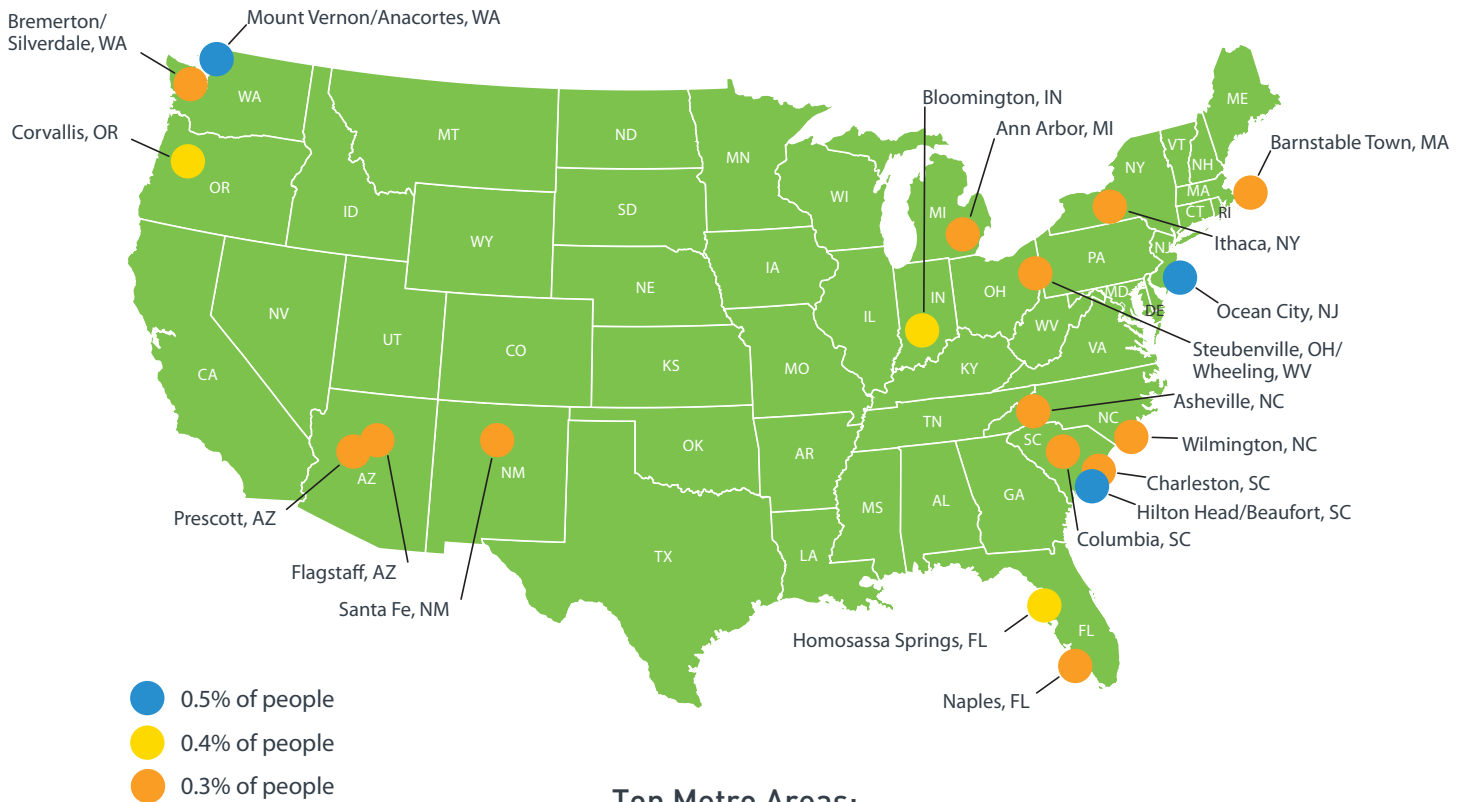 Bremerton/
Silverdale, WA
Mount Vernon/Anacortes, WA
Corvallis, OR
Bloomington, IN
Ann Arbor, MI
Barnstable Town, MA
Ithaca, NY
Ocean City, NJ
Steubenville, OH/
Wheeling, WV
Asheville, NC
Wilmington, NC
Charleston, SC
Hilton Head/Beaufort, SC
Columbia, SC
Prescott, AZ
Flagstaff, AZ
Santa Fe, NM
Homosassa Springs, FL
Naples, FL
WA
OR
CA
NV
ID
MT
WY
UT
CO
AZ
NM
ND
SD
NE
KS
OK
TX
MN
IA
MO
AR
LA
WI
IL
MI
IN
OH
KY
TN
MS
AL
GA
FL
SC
NC
VA
WV
PA
MD
DE
NJ
NY
CT
RI
MA
VT
NH
ME
0.5% of people
0.4% of people
0.3% of people
Top Metro Areas: